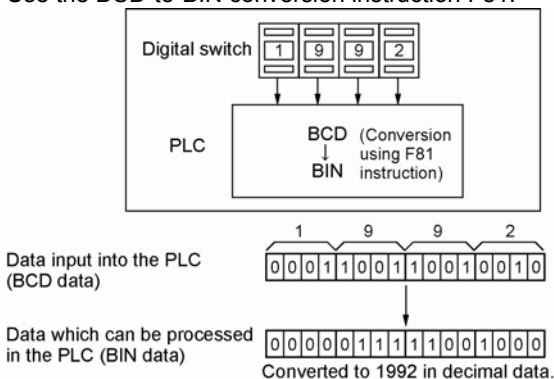 Use the BCD-to-BIN conversion instruction F81.
Digital switch 1 9 9 2
PLC
BCD (Conversion
↓ using F81
BIN instruction)
1 9 9 2
Data input into the PLC
(BCD data)
0 0 0 1 1 0 0 1 1 0 0 1 0 0 1 0
Data which can be processed
in the PLC (BIN data)
0 0 0 0 0 1 1 1 1 1 0 0 1 0 0 0
Converted to 1992 in decimal data.